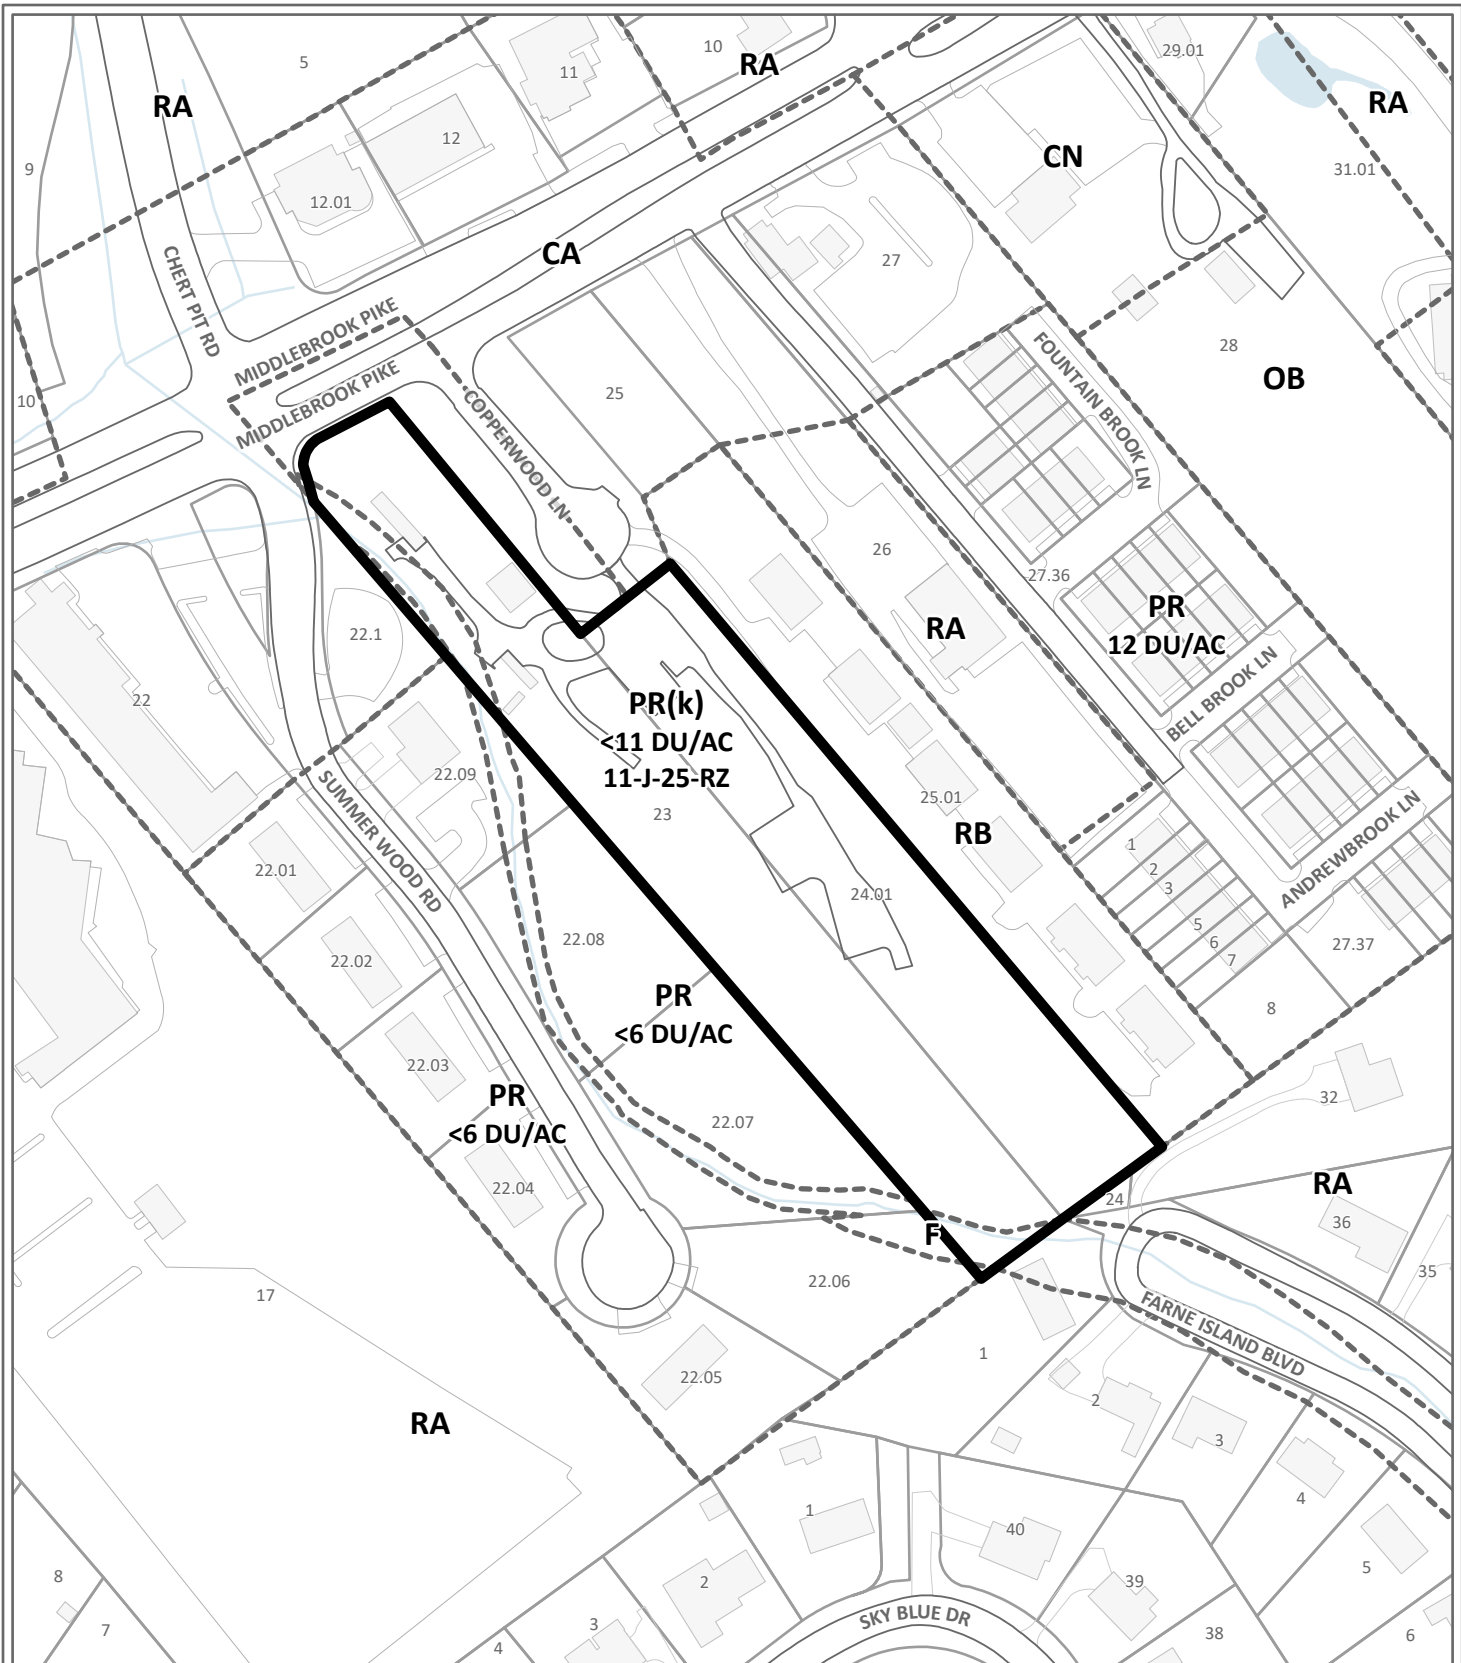 5
10
RA
29.01
RA
11
RA
12
CN
RA
9
31.01
12.01
CHERT PIT RD
CA
27
MIDDLEBROOK PIKE
FOUNTAIN BROOK LN
28
OB
MIDDLEBROOK PIKE
10
25
COPPERWOOD LN
26
27.36
PR
12 DU/AC
RA
22.1
BELL BROOK LN
22
PR(k)
<11 DU/AC
11-J-25-RZ
23
22.09
SUMMER WOOD RD
25.01
RB
ANDREWBROOK LN
1
2
3
5
6
7
22.01
24.01
27.37
22.08
22.02
PR
<6 DU/AC
8
22.03
32
PR
<6 DU/AC
22.07
22.04
24
RA
36
F
35
17
22.06
FARNE ISLAND BLVD
1
22.05
2
3
RA
4
1
40
5
8
2
39
7
3
SKY BLUE DR
38
6
4